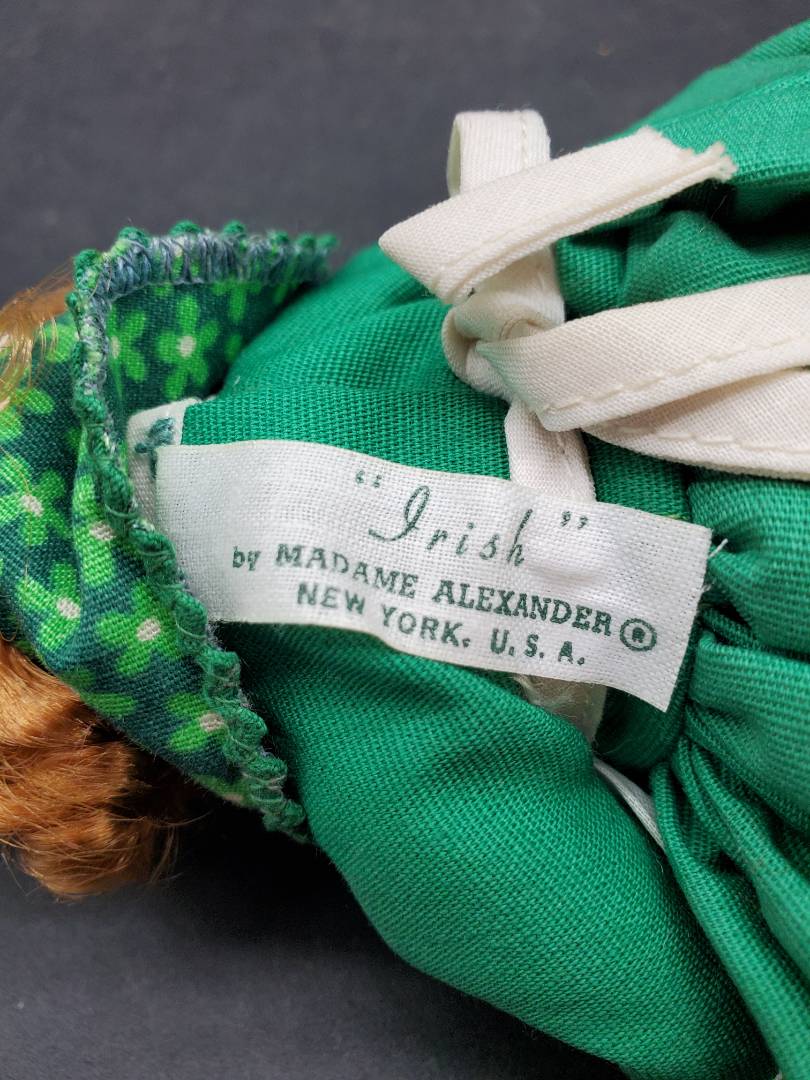 "Irish"
by MADAME ALEXANDER®
NEW YORK. U.S.A.